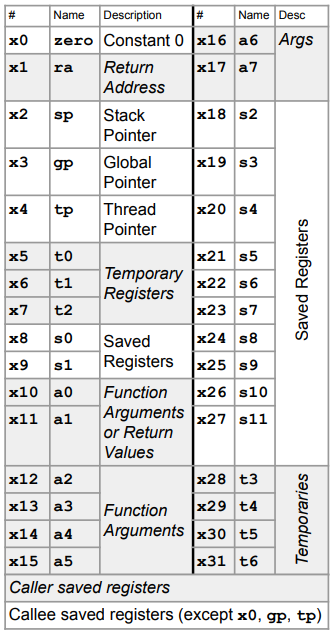 # Name Description # Name Desc
x0 zero Constant 0 x16 a6 Args
x1 ra Return Address x17 a7
x2 sp Stack Pointer x18 s2 Saved Registers
x3 gp Global Pointer x19 s3
x4 tp Thread Pointer x20 s4
x5 t0 Temporary Registers x21 s5
x6 t1 x22 s6
x7 t2 x23 s7
x8 s0 Saved Registers x24 s8
x9 s1 x25 s9
x10 a0 Function Arguments or Return Values x26 s10
x11 a1 x27 s11
x12 a2 Function Arguments x28 t3 Temporaries
x13 a3 x29 t4
x14 a4 x30 t5
x15 a5 x31 t6
Caller saved registers
Callee saved registers (except x0, gp, tp)